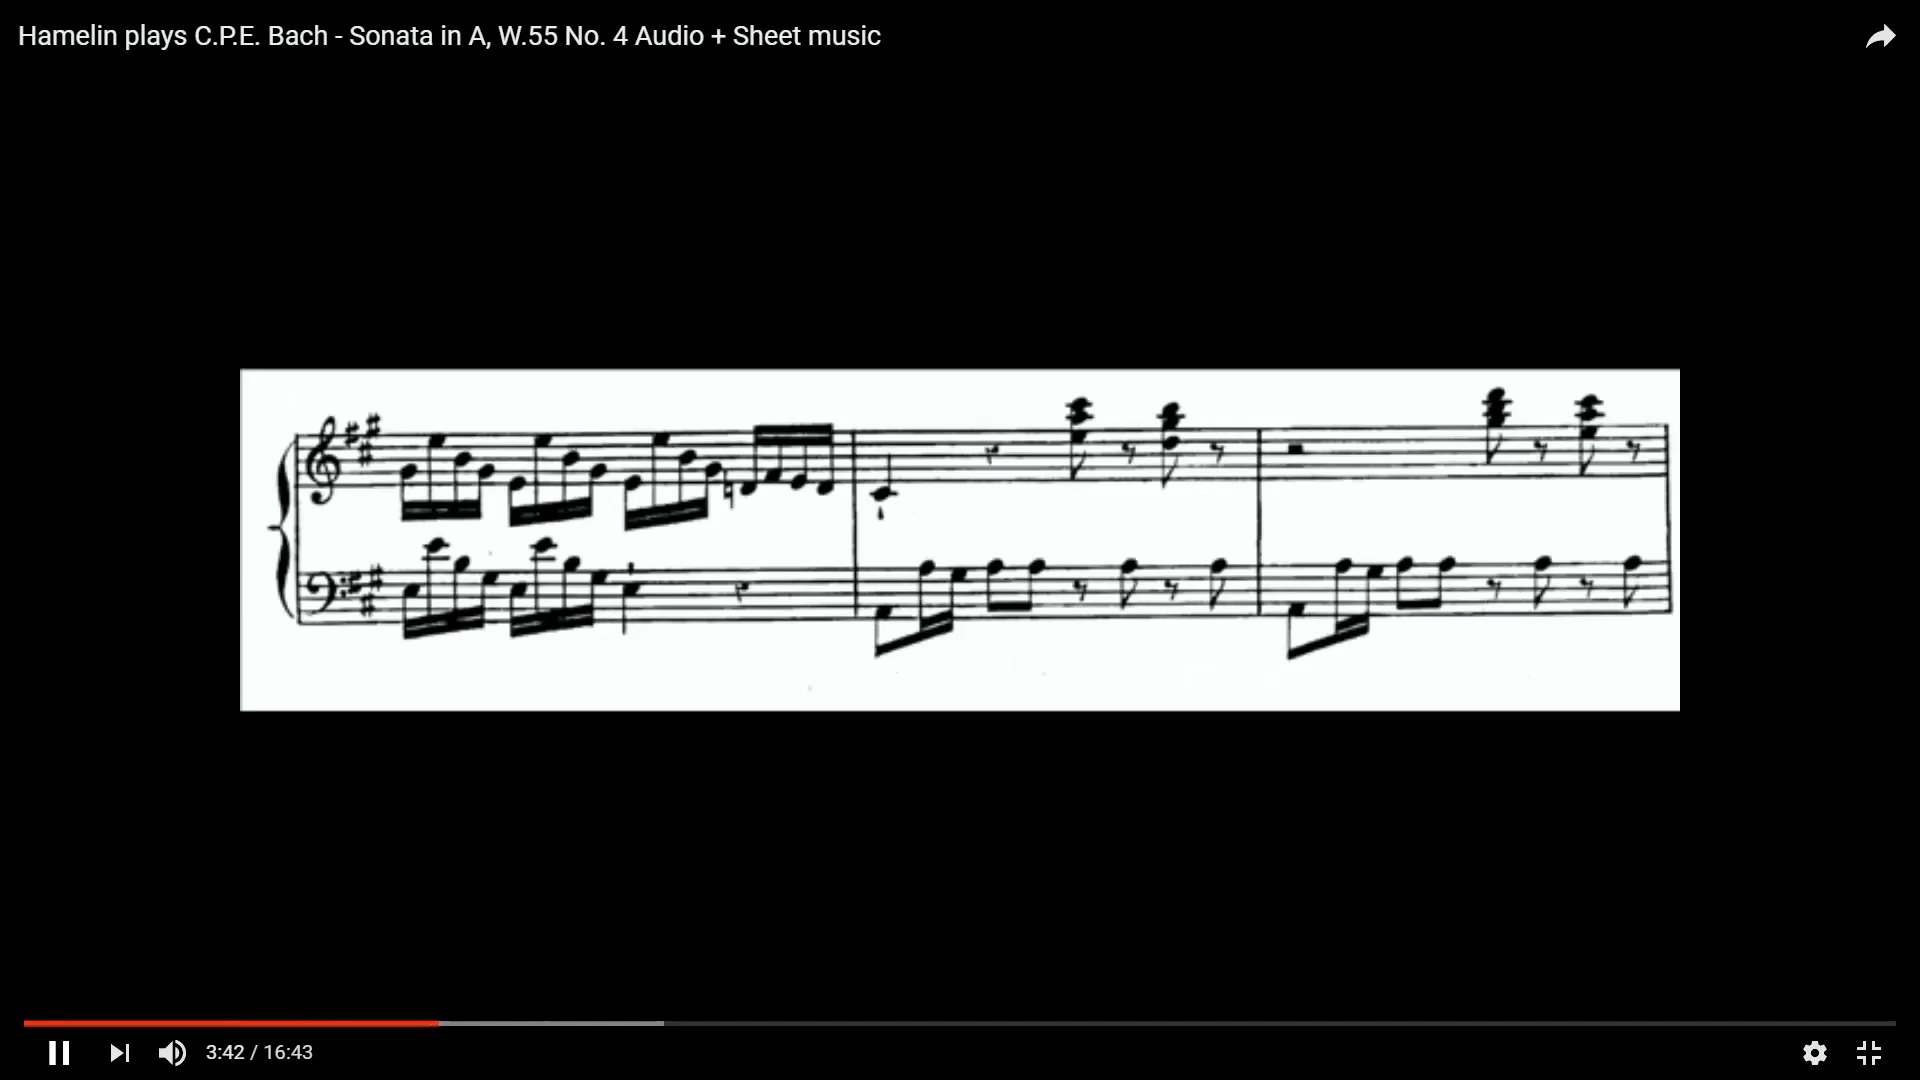 Hamelin plays C.P.E. Bach - Sonata in A, W.55 No. 4 Audio + Sheet music
3:42 / 16:43